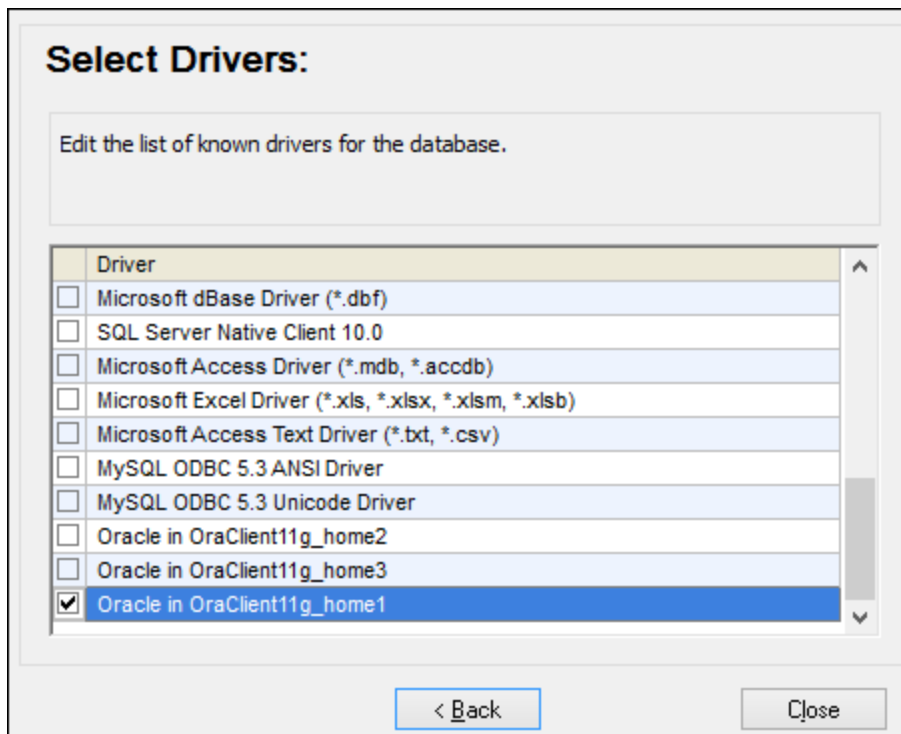 Select Drivers:
Edit the list of known drivers for the database.
Driver
Microsoft dBase Driver (*.dbf)
SQL Server Native Client 10.0
Microsoft Access Driver (*.mdb, *.accdb)
Microsoft Excel Driver (*.xls, *.xlsx, *.xlsm, *.xlsb)
Microsoft Access Text Driver (*.txt, *.csv)
MySQL ODBC 5.3 ANSI Driver
MySQL ODBC 5.3 Unicode Driver
Oracle in OraClient11g_home2
Oracle in OraClient11g_home3
Oracle in OraClient11g_home1
< Back Close